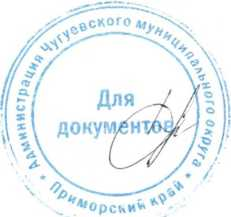 Администрация Чугуевского муниципального округа
* Приморский край *
Для
документов